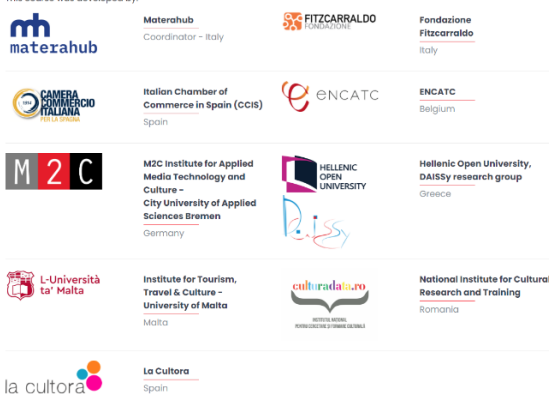 This course was developed by:
materahub
Materahub
Coordinator - Italy
FITZCARRALDO
FONDAZIONE
Fondazione
Fitzcarraldo
Italy
1914
CAMERA
COMMERCIO
ITALIANA
PER LA SPAGNA
Italian Chamber of
Commerce in Spain (CCIS)
Spain
encatc
ENCATC
Belgium
M2C
M2C Institute for Applied
Media Technology and
Culture –
City University of Applied
Sciences Bremen
Germany
HELLENIC
OPEN
UNIVERSITY
Daissy
Hellenic Open University,
DAISSy research group
Greece
L-Università
ta' Malta
Institute for Tourism,
Travel & Culture –
University of Malta
Malta
culturadata.ro
INSTITUTUL NAȚIONAL
PENTRU CERCETARE ȘI FORMARE CULTURALĂ
National Institute for Cultural
Research and Training
Romania
la cultora
La Cultora
Spain